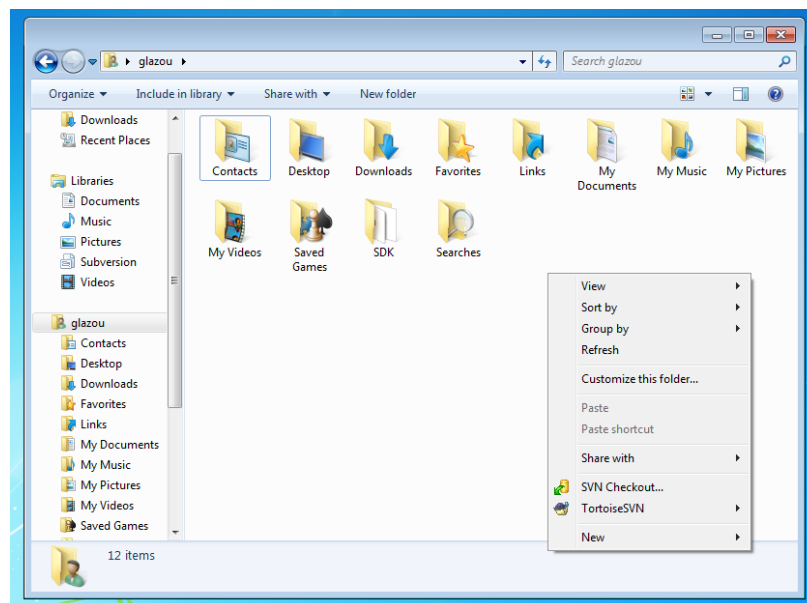 glazou
Search glazou
Organize
Include in library
Share with
New folder
Downloads
Recent Places
Libraries
Documents
Music
Pictures
Subversion
Videos
glazou
Contacts
Desktop
Downloads
Favorites
Links
My Documents
My Music
My Pictures
My Videos
Saved Games
Contacts
Desktop
Downloads
Favorites
Links
My
Documents
My Music
My Pictures
My Videos
Saved
Games
SDK
Searches
View
Sort by
Group by
Refresh
Customize this folder...
Paste
Paste shortcut
Share with
SVN Checkout...
TortoiseSVN
New
12 items